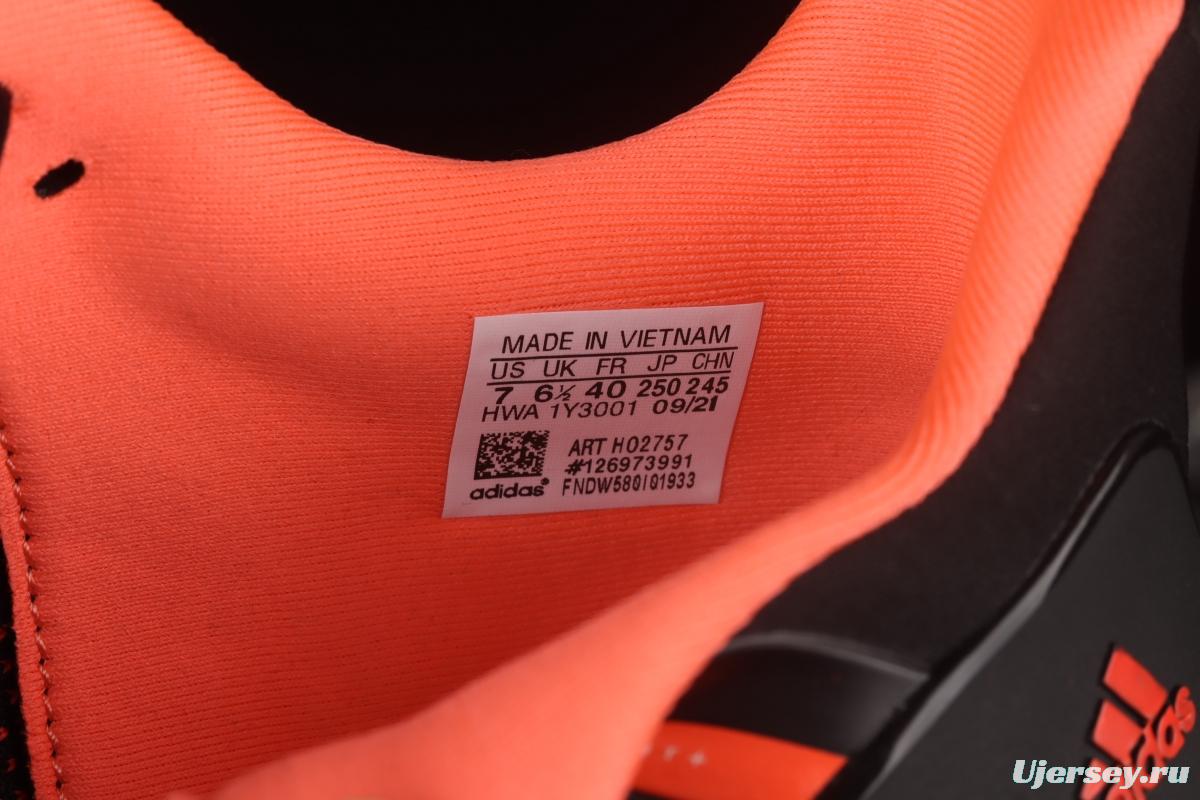 MADE IN VIETNAM
US UK FR JP CHN
7 6½ 40 250 245
HWA 1Y3001 09/21
ART H02757
#126973991
adidas® FNDW580101933
adidas
Ujersey.ru